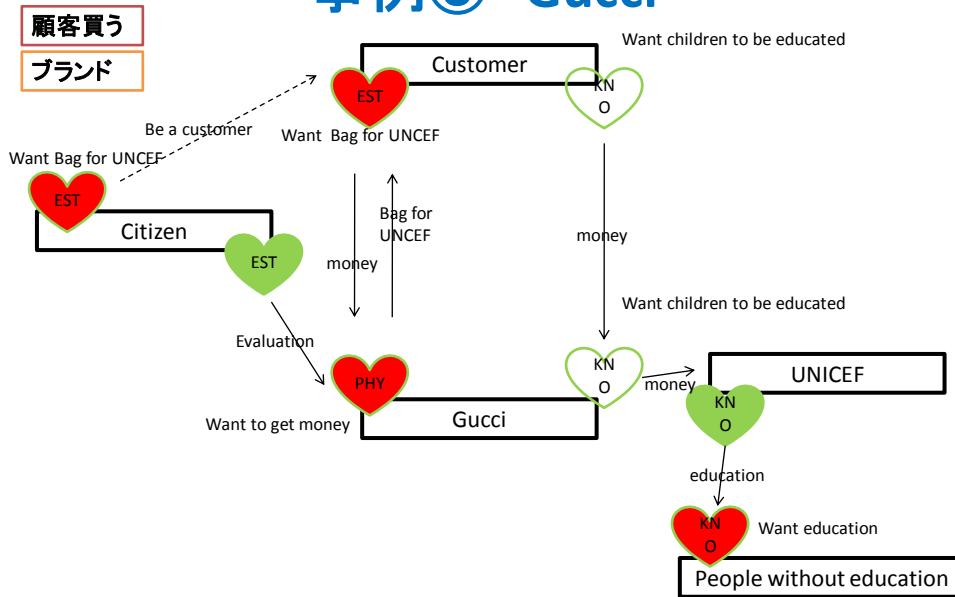 事例 Gucci
顧客買う
ブランド
Want children to be educated
Customer
EST
KN
O
Be a customer
Want Bag for UNCEF
Want Bag for UNCEF
EST
Citizen
EST
Bag for
UNCEF
money
money
Evaluation
Want children to be educated
PHY
KN
O
money
UNICEF
Want to get money
Gucci
KN
O
education
KN
O
Want education
People without education